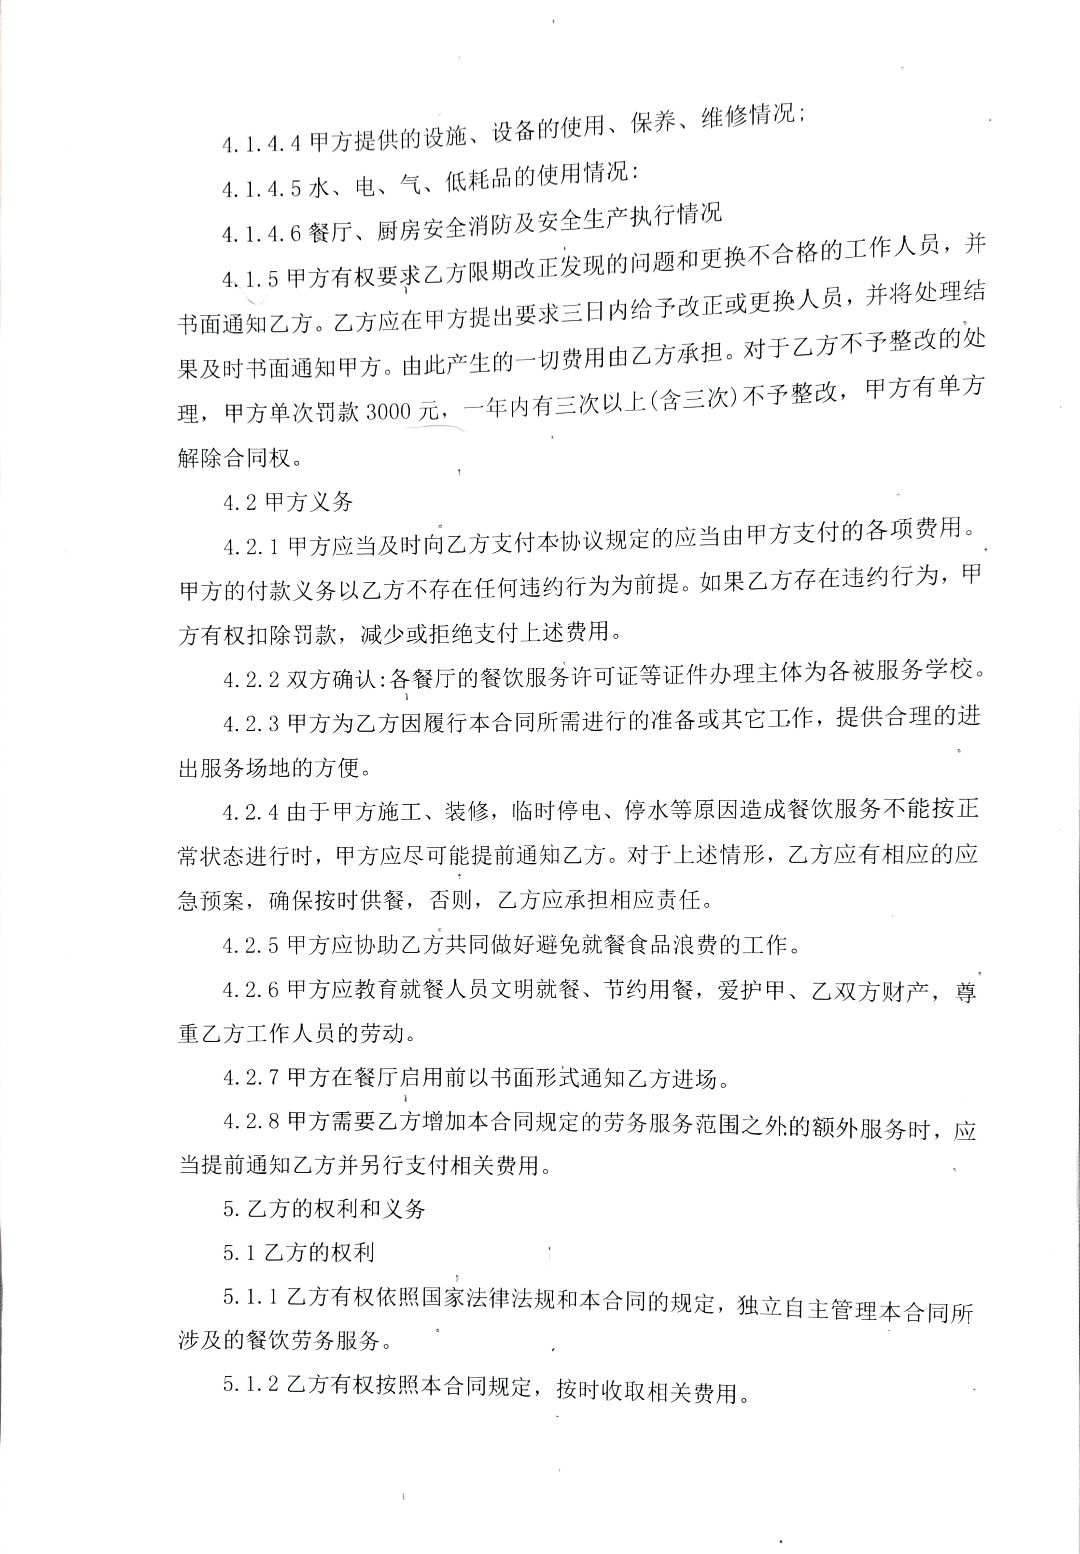 4.1.4.4 甲方提供的设施、设备的使用、保养、维修情况;
4.1.4.5 水、电、气、低耗品的使用情况:
4.1.4.6 餐厅、厨房安全消防及安全生产执行情况
4.1.5 甲方有权要求乙方限期改正发现的问题和更换不合格的工作人员，并
书面通知乙方。乙方应在甲方提出要求三日内给予改正或更换人员，并将处理结
果及时书面通知甲方。由此产生的一切费用由乙方承担。对于乙方不予整改的处
理，甲方单次罚款 3000 元，一年内有三次以上(含三次)不予整改，甲方有单方
解除合同权。
4.2 甲方义务
4.2.1 甲方应当及时向乙方支付本协议规定的应当由甲方支付的各项费用。
甲方的付款义务以乙方不存在任何违约行为为前提。如果乙方存在违约行为，甲
方有权扣除罚款，减少或拒绝支付上述费用。
4.2.2 双方确认:各餐厅的餐饮服务许可证等证件办理主体为各被服务学校。
4.2.3 甲方为乙方因履行本合同所需进行的准备或其它工作，提供合理的进
出服务场地的方便。
4.2.4 由于甲方施工、装修，临时停电、停水等原因造成餐饮服务不能按正
常状态进行时，甲方应尽可能提前通知乙方。对于上述情形，乙方应有相应的应
急预案，确保按时供餐，否则，乙方应承担相应责任。
4.2.5 甲方应协助乙方共同做好避免就餐食品浪费的工作。
4.2.6 甲方应教育就餐人员文明就餐、节约用餐，爱护甲、乙双方财产，尊
重乙方工作人员的劳动。
4.2.7 甲方在餐厅启用前以书面形式通知乙方进场。
4.2.8 甲方需要乙方增加本合同规定的劳务服务范围之外的额外服务时，应
当提前通知乙方并另行支付相关费用。
5.乙方的权利和义务
5.1 乙方的权利
5.1.1 乙方有权依照国家法律法规和本合同的规定，独立自主管理本合同所
涉及的餐饮劳务服务。
5.1.2 乙方有权按照本合同规定，按时收取相关费用。